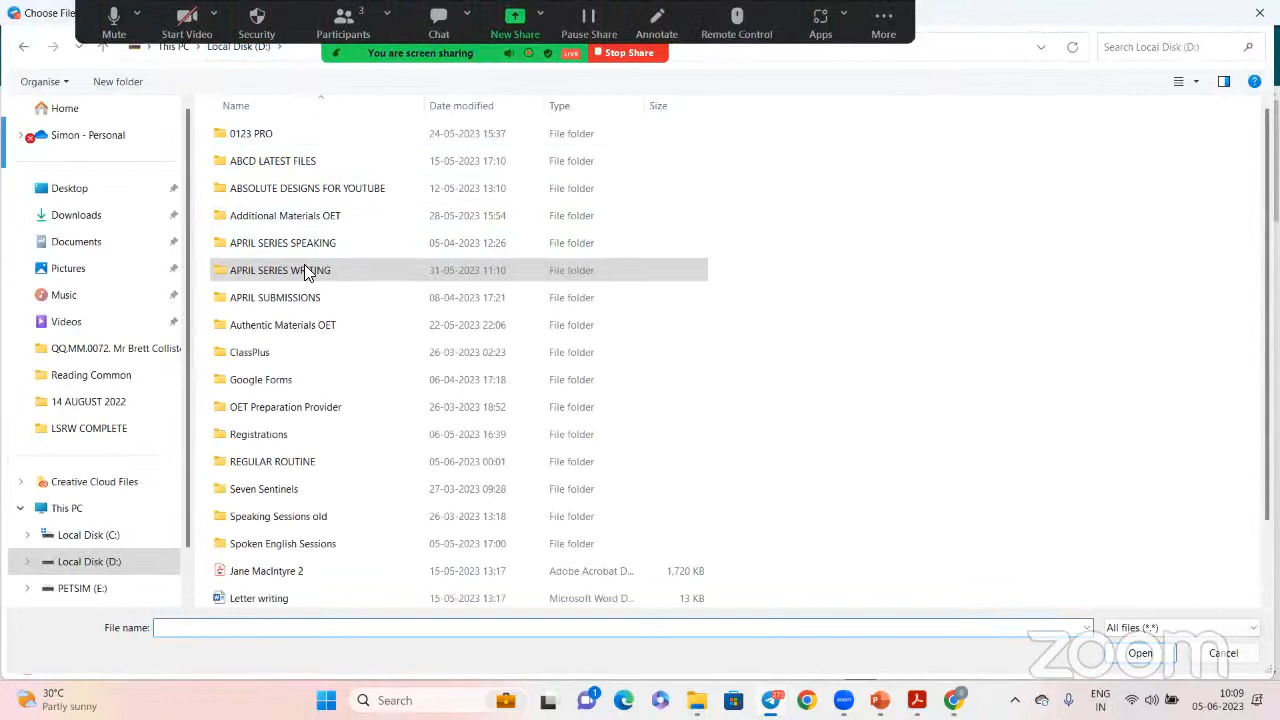 Choose File
Mute
Start Video
Security
Participants
3
Chat
New Share
Pause Share
Annotate
Remote Control
Apps
More
This PC
Local Disk (D:)
You are screen sharing
LIVE
Stop Share
Search Local Disk (D:)
Organise
New folder
Home
Simon - Personal
Desktop
Downloads
Documents
Pictures
Music
Videos
QQ.MM.0072. Mr Brett Colliste
Reading Common
14 AUGUST 2022
LSRW COMPLETE
Creative Cloud Files
This PC
Local Disk (C:)
Local Disk (D:)
PETSIM (E:)
Name Date modified Type Size
0123 PRO 24-05-2023 15:37 File folder
ABCD LATEST FILES 15-05-2023 17:10 File folder
ABSOLUTE DESIGNS FOR YOUTUBE 12-05-2023 13:10 File folder
Additional Materials OET 28-05-2023 15:54 File folder
APRIL SERIES SPEAKING 05-04-2023 12:26 File folder
APRIL SERIES WRITING 31-05-2023 11:10 File folder
APRIL SUBMISSIONS 08-04-2023 17:21 File folder
Authentic Materials OET 22-05-2023 22:06 File folder
ClassPlus 26-03-2023 02:23 File folder
Google Forms 06-04-2023 17:18 File folder
OET Preparation Provider 26-03-2023 18:52 File folder
Registrations 06-05-2023 16:39 File folder
REGULAR ROUTINE 05-06-2023 00:01 File folder
Seven Sentinels 27-03-2023 09:28 File folder
Speaking Sessions old 26-03-2023 13:18 File folder
Spoken English Sessions 05-05-2023 17:00 File folder
Jane MacIntyre 2 15-05-2023 13:17 Adobe Acrobat D... 1,720 KB
Letter writing 15-05-2023 13:17 Microsoft Word D... 13 KB
File name:
All files (*.*)
Open
Cancel
zoom
30°C
Partly sunny
Search
1
273
ENG
IN
10:09
05-06-2023